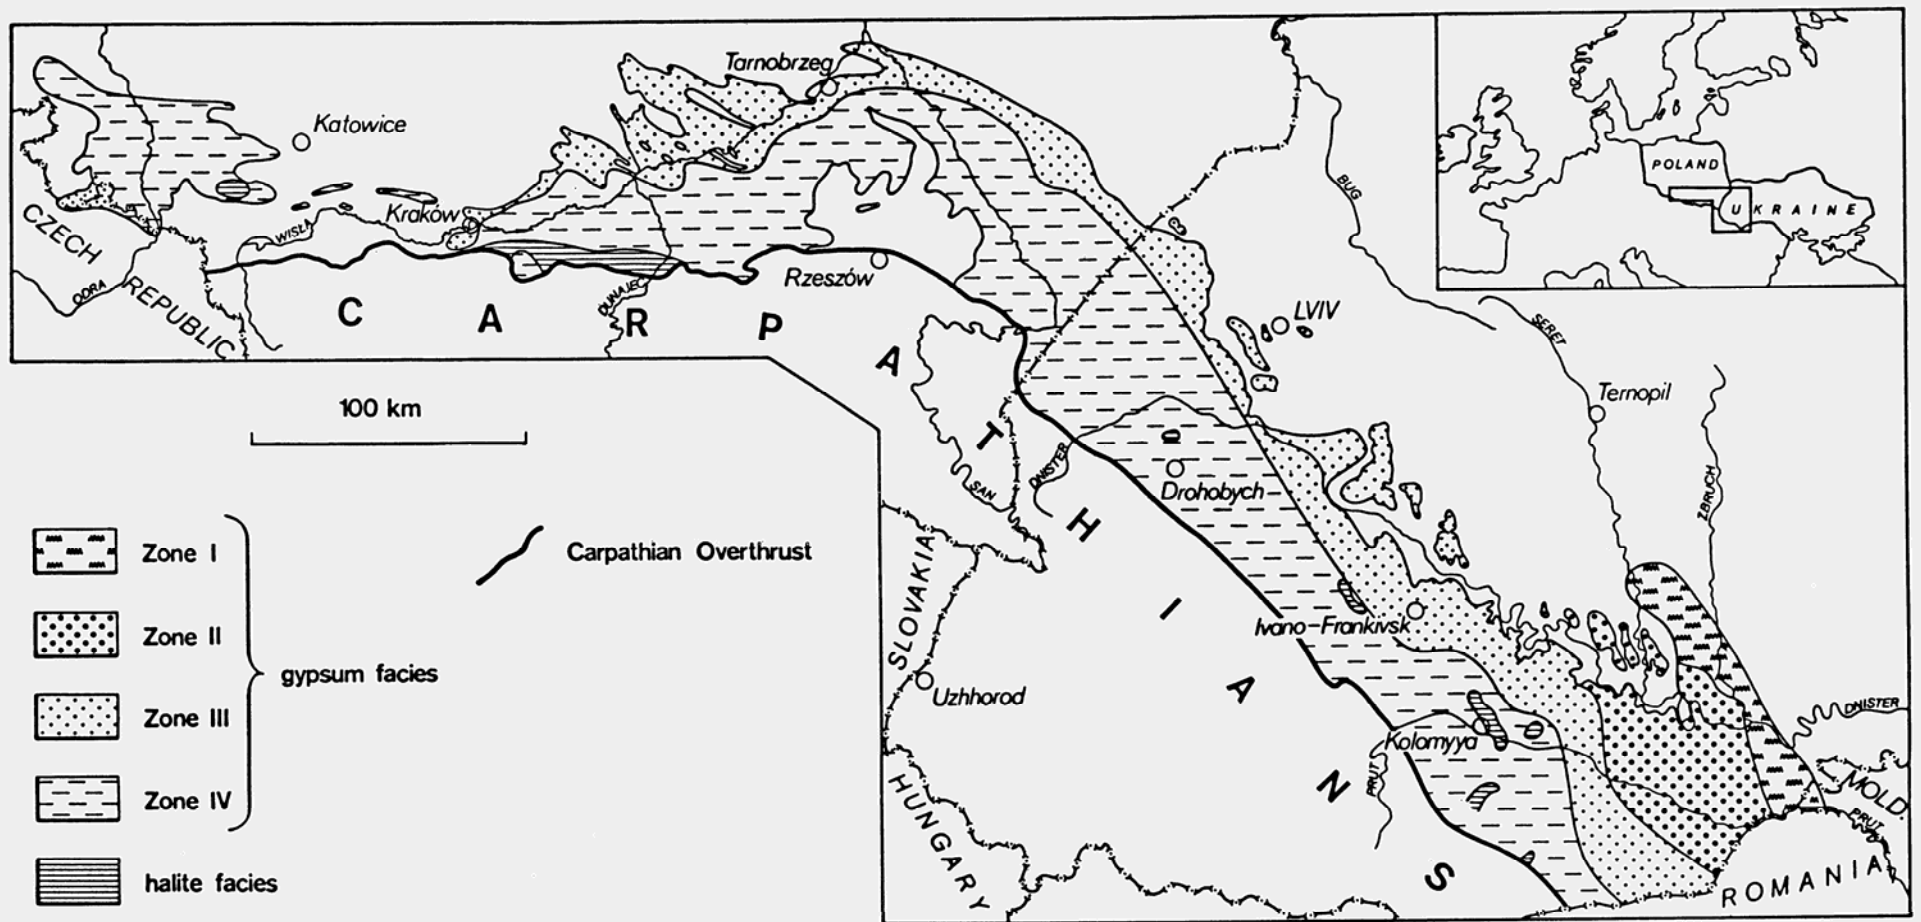 Tarnobrzeg
Katowice
Kraków
WISŁA
CZECH
REPUBLIC
ODRA
DUNAJEC
Rzeszów
CARPATHIANS
BUG
POLAND
UKRAINE
LVIV
SERET
Ternopil
ZBRUCH
DNISTER
SAN
Drohobych
100 km
Zone I
Zone II
Zone III
Zone IV
gypsum facies
halite facies
Carpathian Overthrust
SLOVAKIA
Uzhhorod
HUNGARY
Ivano-Frankivsk
Kolomyya
PRUT
DNISTER
MOLD.
PRUT
ROMANIA